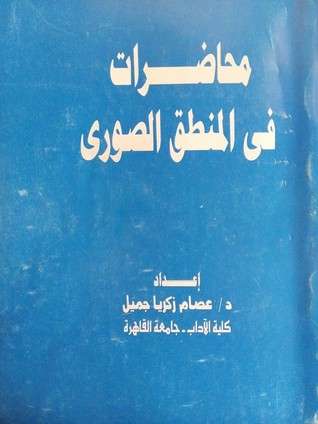 محاضرات
فى المنطق الصورى
إعداد
د/ عصام زكريا جميل
كلية الآداب - جامعة القاهرة